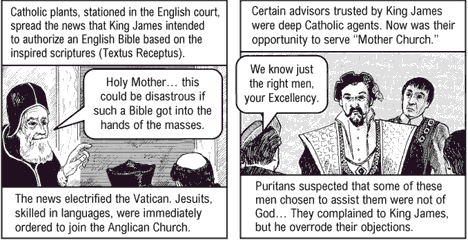 Catholic plants, stationed in the English court,
spread the news that King James intended
to authorize an English Bible based on the
inspired scriptures (Textus Receptus).
Holy Mother… this
could be disastrous if
such a Bible got into the
hands of the masses.
The news electrified the Vatican. Jesuits,
skilled in languages, were immediately
ordered to join the Anglican Church.
Certain advisors trusted by King James
were deep Catholic agents. Now was their
opportunity to serve “Mother Church.”
We know just
the right men,
your Excellency.
Puritans suspected that some of these
men chosen to assist them were not of
God… They complained to King James,
but he overrode their objections.